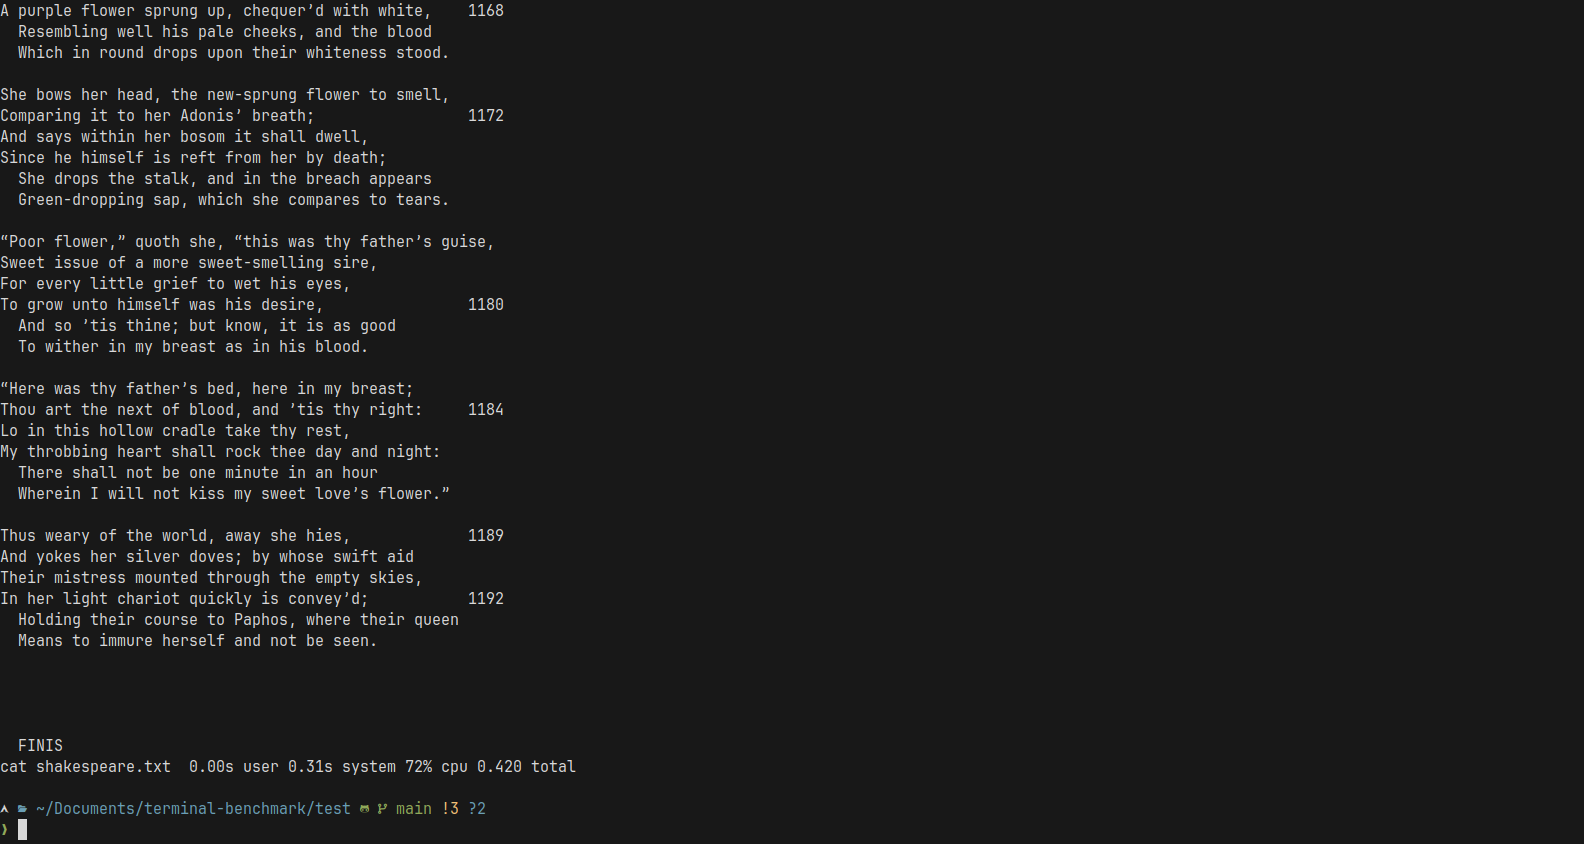 A purple flower sprung up, chequer’d with white,    1168
  Resembling well his pale cheeks, and the blood
  Which in round drops upon their whiteness stood.

She bows her head, the new-sprung flower to smell,
Comparing it to her Adonis’ breath;                 1172
And says within her bosom it shall dwell,
Since he himself is reft from her by death;
  She drops the stalk, and in the breach appears
  Green-dropping sap, which she compares to tears.

“Poor flower,” quoth she, “this was thy father’s guise,
Sweet issue of a more sweet-smelling sire,
For every little grief to wet his eyes,
To grow unto himself was his desire,                1180
  And so ’tis thine; but know, it is as good
  To wither in my breast as in his blood.

“Here was thy father’s bed, here in my breast;
Thou art the next of blood, and ’tis thy right:     1184
Lo in this hollow cradle take thy rest,
My throbbing heart shall rock thee day and night:
  There shall not be one minute in an hour
  Wherein I will not kiss my sweet love’s flower.”

Thus weary of the world, away she hies,             1189
And yokes her silver doves; by whose swift aid
Their mistress mounted through the empty skies,
In her light chariot quickly is convey’d;           1192
  Holding their course to Paphos, where their queen
  Means to immure herself and not be seen.

  FINIS
cat shakespeare.txt  0.00s user 0.31s system 72% cpu 0.420 total

~/Documents/terminal-benchmark/test main !3 ?2
❯